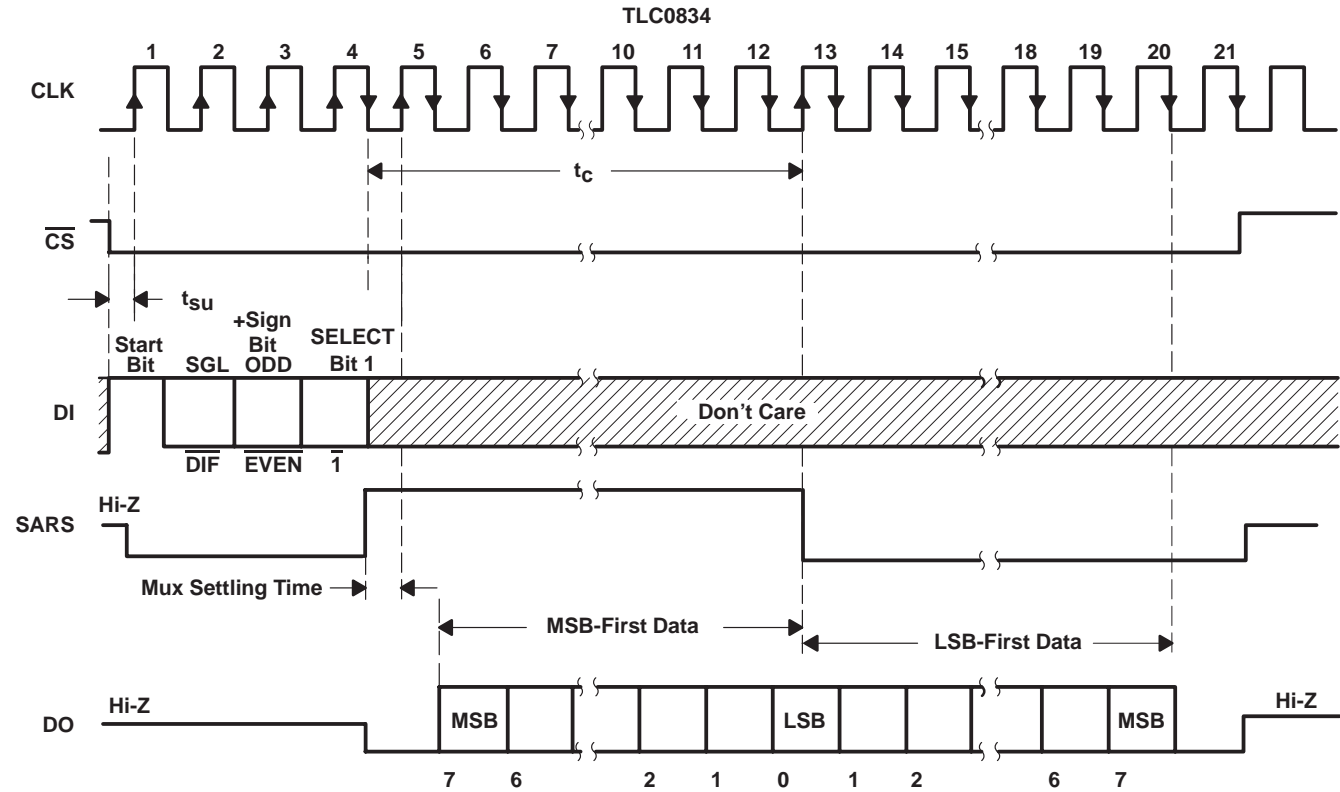 TLC0834
1 2 3 4 5 6 7 10 11 12 13 14 15 18 19 20 21
CLK
tc
CS
tsu
+Sign
Bit
ODD
Start
Bit
SGL
SELECT
Bit 1
DI
Don't Care
DIF EVEN 1
Hi-Z
SARS
Mux Settling Time
MSB-First Data
LSB-First Data
Hi-Z
Hi-Z
DO
MSB LSB MSB
7 6 2 1 0 1 2 6 7